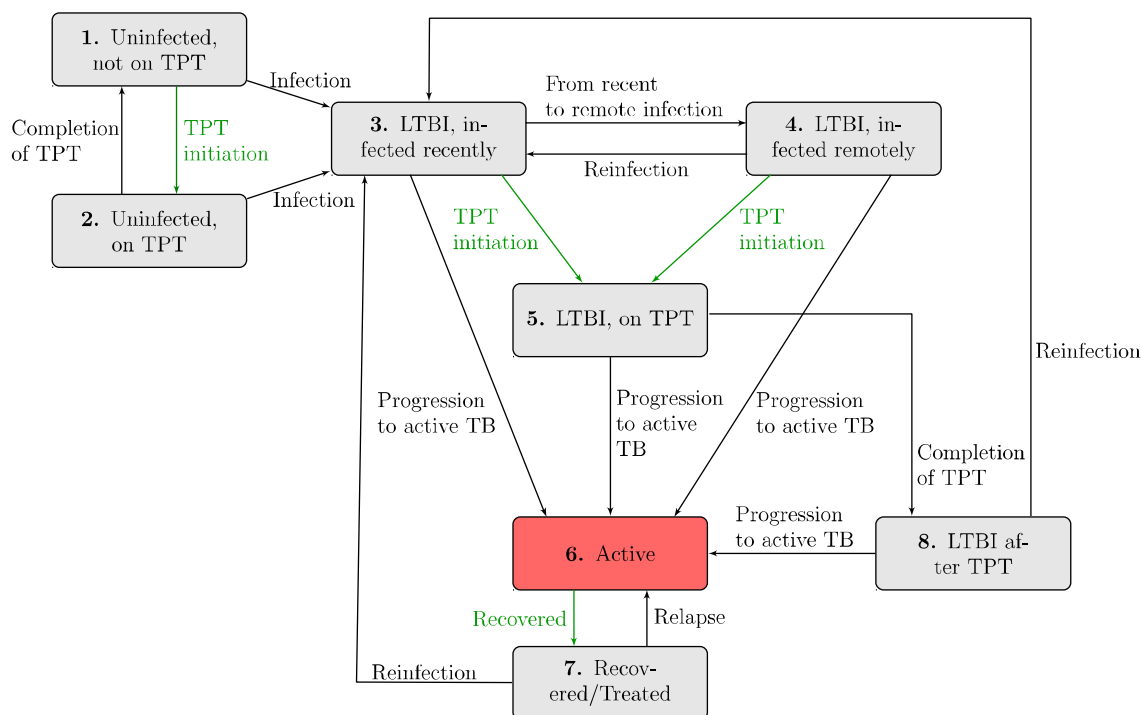 1. Uninfected,
not on TPT
Infection
Completion
of TPT
TPT
initiation
2. Uninfected,
on TPT
Infection
3. LTBI, in-
fected recently
From recent
to remote infection
Reinfection
4. LTBI, in-
fected remotely
TPT
initiation
TPT
initiation
5. LTBI, on TPT
Reinfection
Progression
to active TB
Progression
to active
TB
Progression
to active TB
Completion
of TPT
Progression
to active TB
6. Active
8. LTBI af-
ter TPT
Recovered
Relapse
Reinfection
7. Recov-
ered/Treated